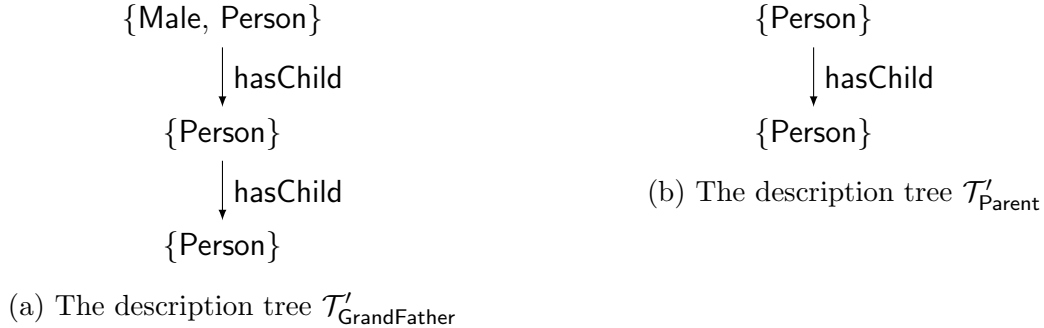 {Male, Person}
hasChild
{Person}
hasChild
{Person}
(a) The description tree 𝒯′GrandFather
{Person}
hasChild
{Person}
(b) The description tree 𝒯′Parent